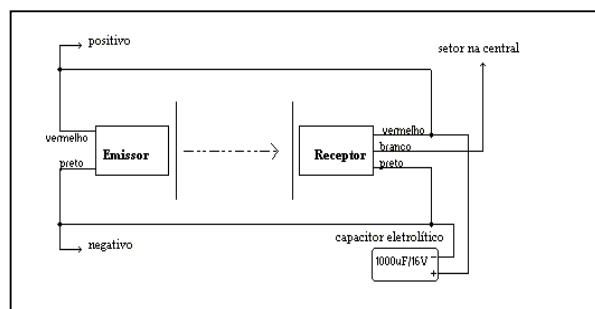 positivo
setor na central
vermelho
Emissor
preto
vermelho
branco
Receptor
preto
negativo
capacitor eletrolítico
1000uF/16V
-
+